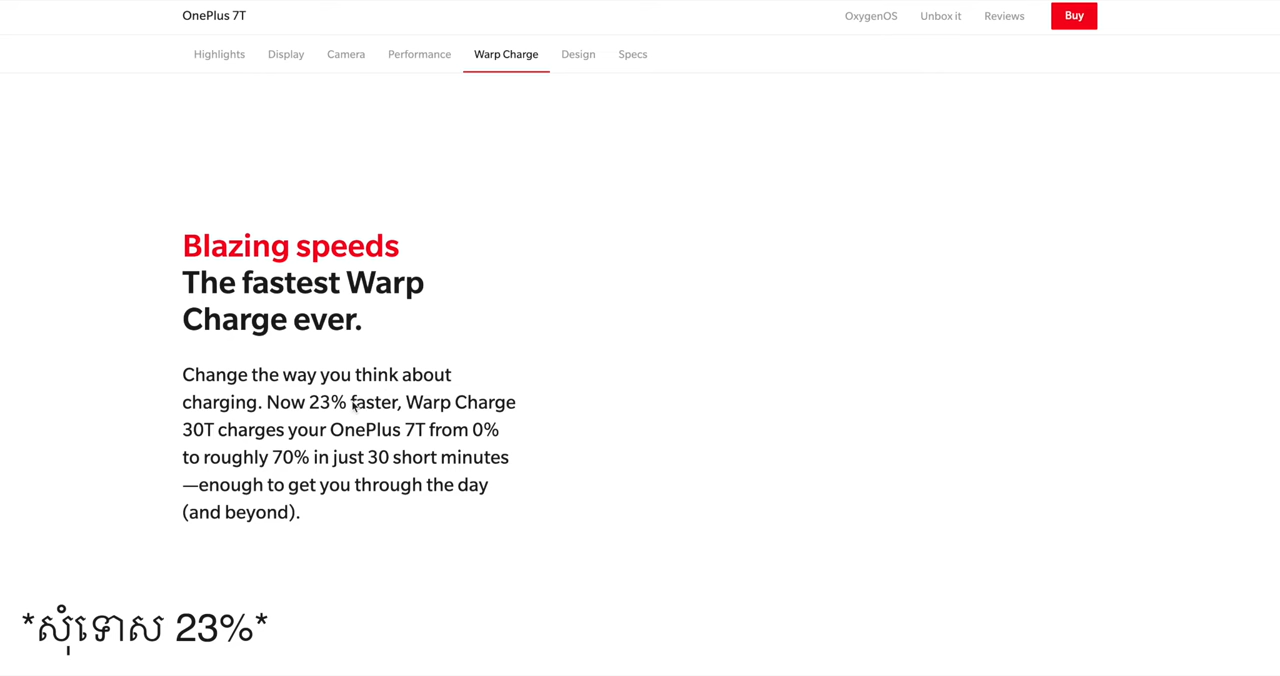 OnePlus 7T
OxygenOS Unbox it Reviews Buy
Highlights Display Camera Performance Warp Charge Design Specs
Blazing speeds
The fastest Warp
Charge ever.
Change the way you think about
charging. Now 23% faster, Warp Charge
30T charges your OnePlus 7T from 0%
to roughly 70% in just 30 short minutes
—enough to get you through the day
(and beyond).
*សុំទោស 23%*